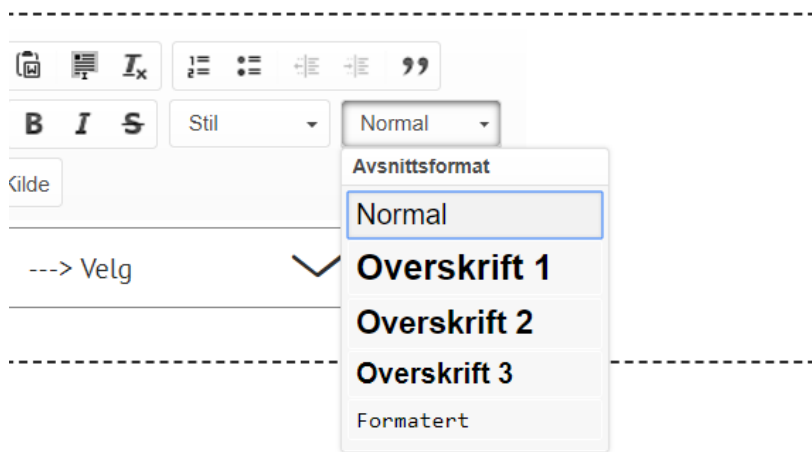 B I S Stil Normal
Avsnittsformat
Kilde
Normal
---> Velg
Overskrift 1
Overskrift 2
Overskrift 3
Formatert